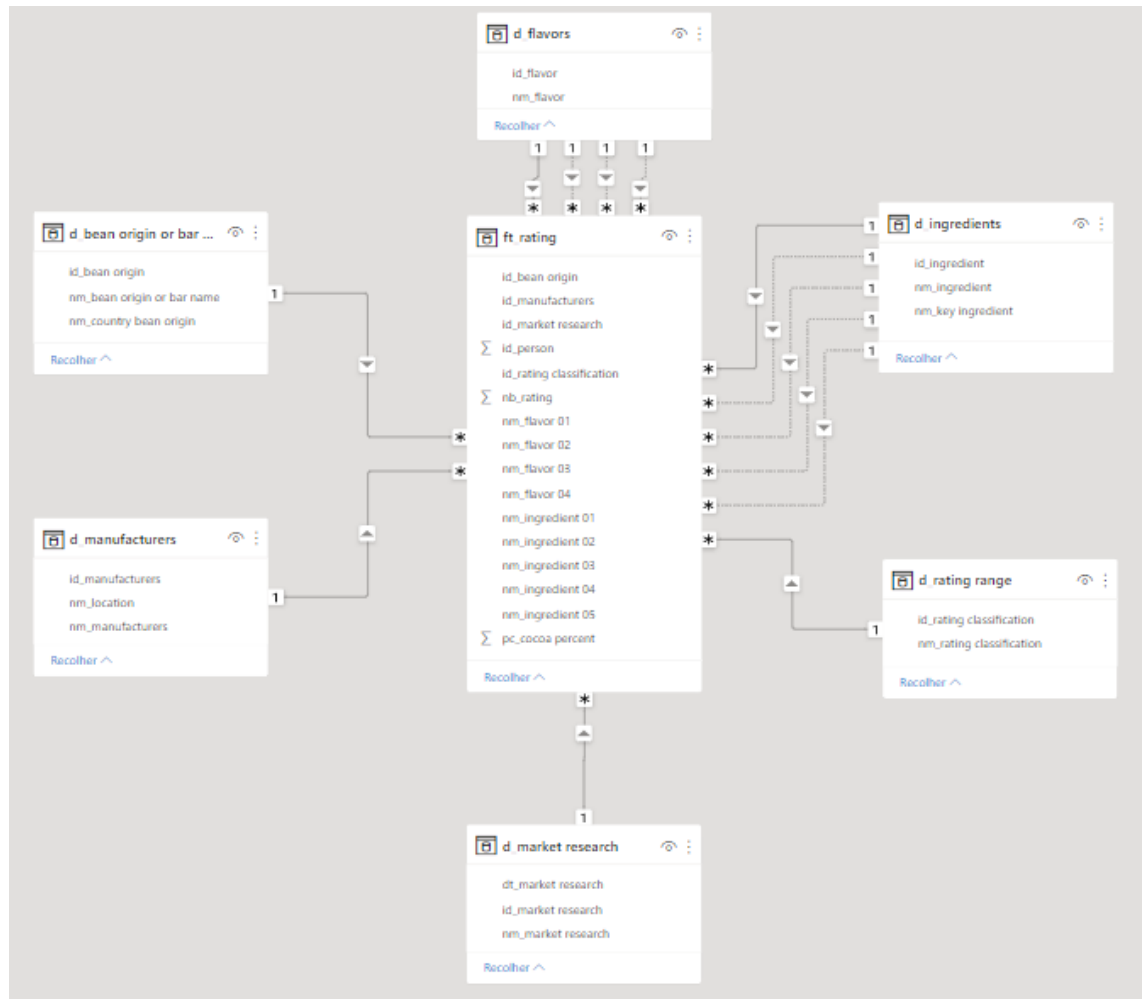 d_flavors
id_flavor
nm_flavor
Recolher
1 1 1 1
* * * *
d_bean origin or bar ...
id_bean origin
nm_bean origin or bar name
nm_country bean origin
Recolher
1
*
d_manufacturers
id_manufacturers
nm_location
nm_manufacturers
Recolher
1
*
ft_rating
id_bean origin
id_manufacturers
id_market research
Σ id_person
id_rating classification
Σ nb_rating
nm_flavor 01
nm_flavor 02
nm_flavor 03
nm_flavor 04
nm_ingredient 01
nm_ingredient 02
nm_ingredient 03
nm_ingredient 04
nm_ingredient 05
Σ pc_cocoa percent
Recolher
d_ingredients
id_ingredient
nm_ingredient
nm_key ingredient
Recolher
1
1
1
1
1
*
*
*
*
*
*
d_rating range
id_rating classification
nm_rating classification
Recolher
1
*
1
d_market research
dt_market research
id_market research
nm_market research
Recolher